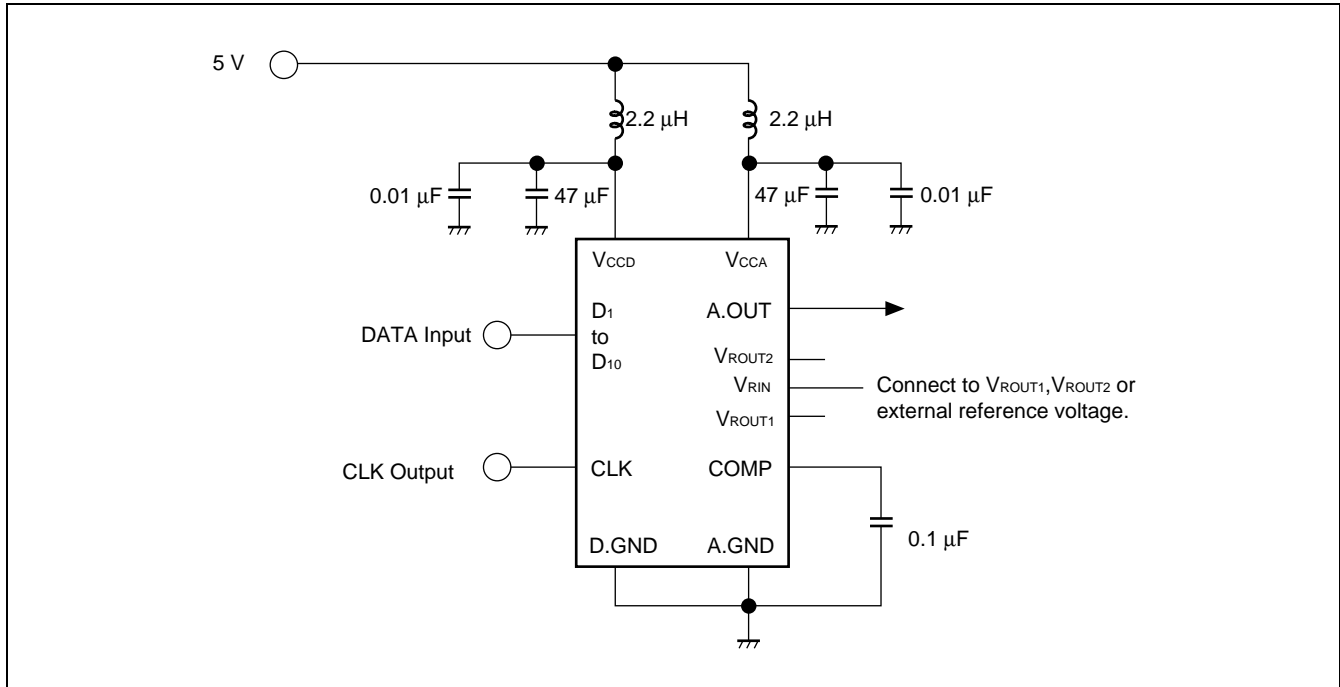 5 V
2.2 μH
2.2 μH
0.01 μF
47 μF
47 μF
0.01 μF
VCCD
VCCA
D1
to
D10
A.OUT
DATA Input
VROUT2
VRIN
VROUT1
Connect to VROUT1,VROUT2 or
external reference voltage.
CLK Output
CLK
COMP
0.1 μF
D.GND
A.GND